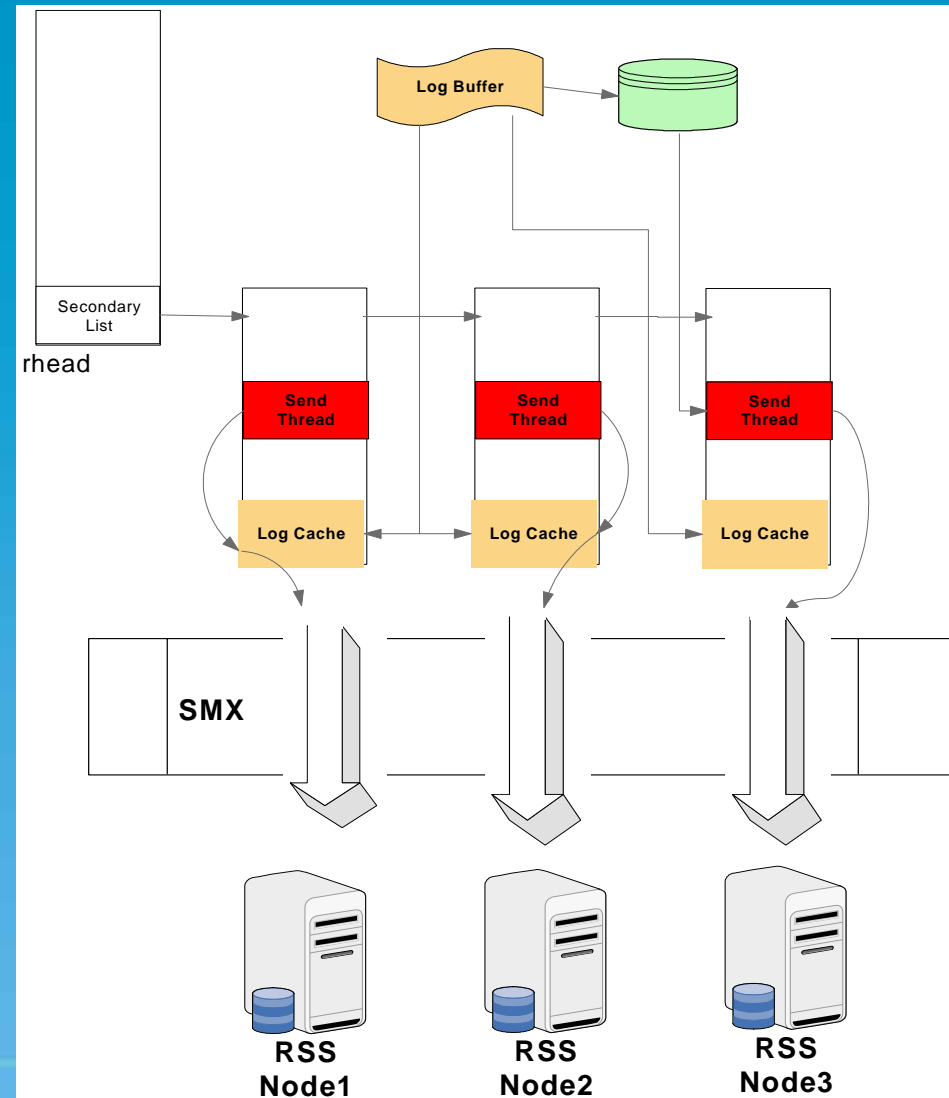 Log Buffer
Secondary
List
rhead
Send
Thread
Send
Thread
Send
Thread
Log Cache
Log Cache
Log Cache
SMX
RSS
Node1
RSS
Node2
RSS
Node3